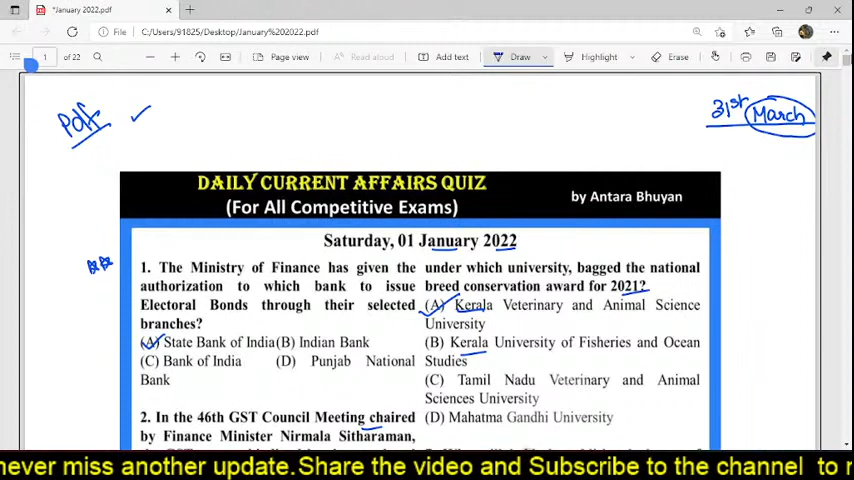 *January 2022.pdf
File
C:/Users/91825/Desktop/January%202022.pdf
1
of 22
Page view
Read aloud
Add text
Draw
Highlight
Erase
Pdf
31st March
DAILY CURRENT AFFAIRS QUIZ
(For All Competitive Exams)
by Antara Bhuyan
Saturday, 01 January 2022
1. The Ministry of Finance has given the
authorization to which bank to issue
Electoral Bonds through their selected
branches?
(A) State Bank of India(B) Indian Bank
(C) Bank of India (D) Punjab National
Bank
2. In the 46th GST Council Meeting chaired
by Finance Minister Nirmala Sitharaman,
under which university, bagged the national
breed conservation award for 2021?
(A) Kerala Veterinary and Animal Science
University
(B) Kerala University of Fisheries and Ocean
Studies
(C) Tamil Nadu Veterinary and Animal
Sciences University
(D) Mahatma Gandhi University
never miss another update.Share the video and Subscribe to the channel to